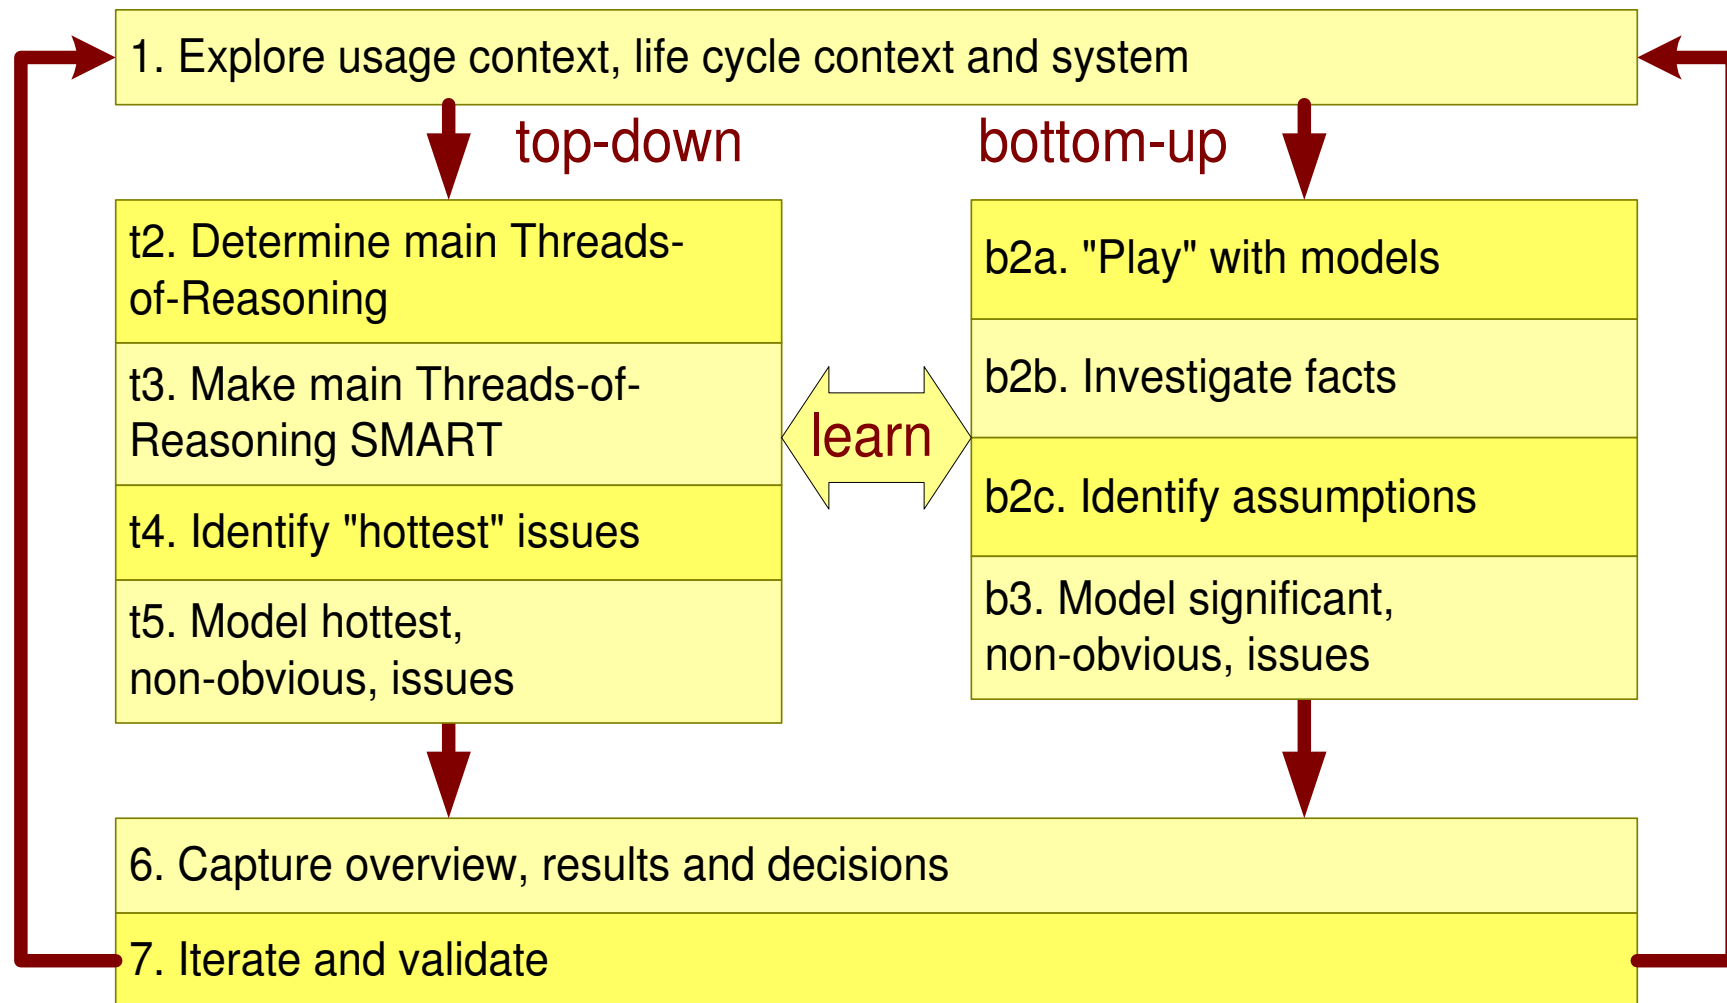 1. Explore usage context, life cycle context and system
top-down
bottom-up
t2. Determine main Threads-
of-Reasoning
t3. Make main Threads-of-
Reasoning SMART
t4. Identify "hottest" issues
t5. Model hottest,
non-obvious, issues
learn
b2a. "Play" with models
b2b. Investigate facts
b2c. Identify assumptions
b3. Model significant,
non-obvious, issues
6. Capture overview, results and decisions
7. Iterate and validate